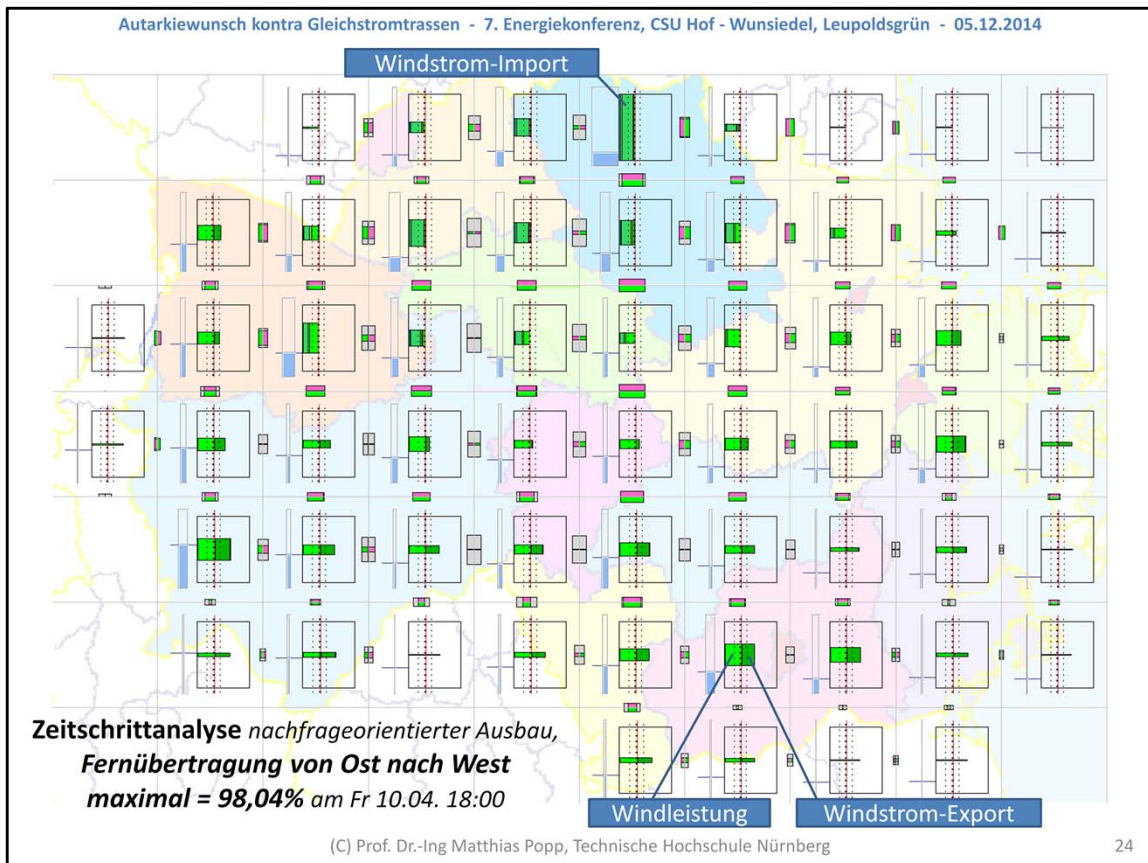 Autarkiewunsch kontra Gleichstromtrassen - 7. Energiekonferenz, CSU Hof - Wunsiedel, Leupoldsgrün - 05.12.2014
Windstrom-Import
Zeitschrittanalyse nachfrageorientierter Ausbau,
Fernübertragung von Ost nach West
maximal = 98,04% am Fr 10.04. 18:00
Windleistung
Windstrom-Export
(C) Prof. Dr.-Ing Matthias Popp, Technische Hochschule Nürnberg
24